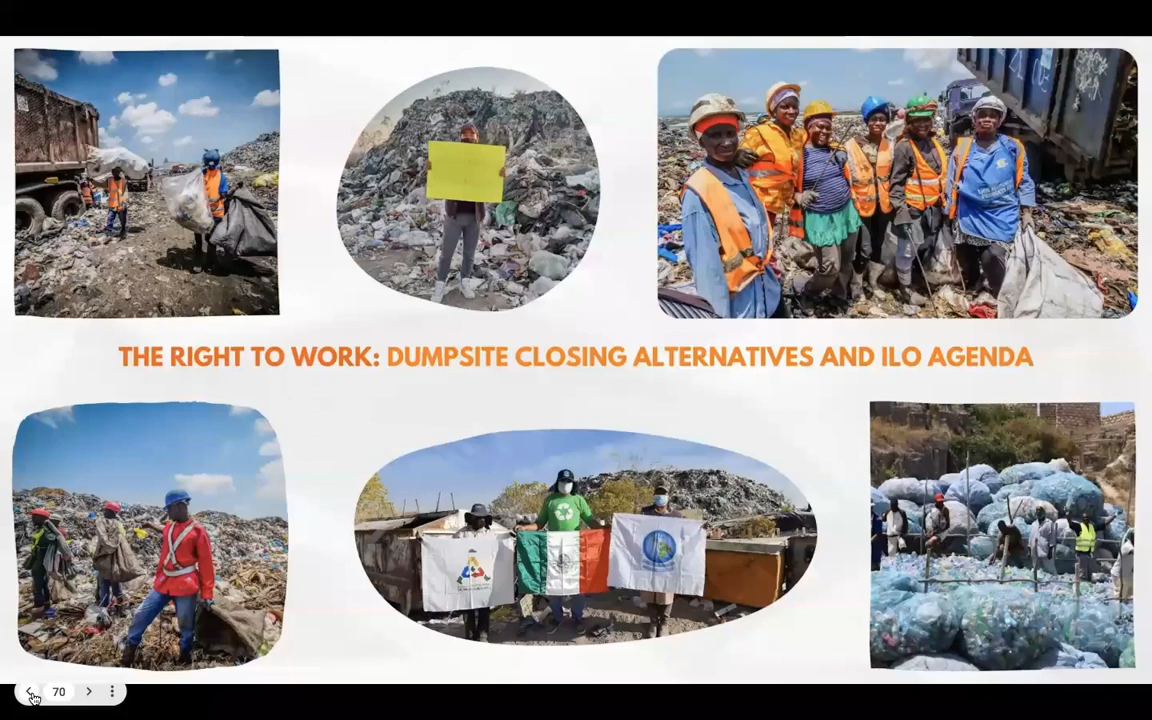 THE RIGHT TO WORK: DUMPSITE CLOSING ALTERNATIVES AND ILO AGENDA
70